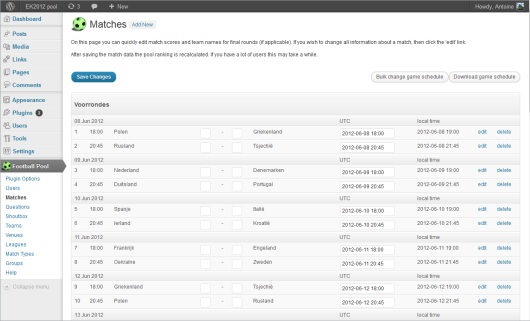 EK2012 pool 3 + New Howdy, Antoine
Dashboard
Posts
Media
Links
Pages
Comments
Appearance
Plugins 1
Users
Tools
Settings
Football Pool
Plugin Options
Users
Matches
Questions
Shoutbox
Teams
Venues
Leagues
Match Types
Groups
Help
Collapse menu
Matches Add New
On this page you can quickly edit match scores and team names for final rounds (if applicable). If you wish to change all information about a match, then click the 'edit' link.
After saving the match data the pool ranking is recalculated. If you have a lot of users this may take a while.
Save Changes Bulk change game schedule Download game schedule
Voorrondes
08 Jun 2012 UTC local time
1 18:00 Polen - Griekenland 2012-06-08 18:00 2012-06-08 19:00 edit delete
2 20:45 Rusland - Tsjechië 2012-06-08 20:45 2012-06-08 21:45 edit delete
09 Jun 2012 UTC local time
3 18:00 Nederland - Denemarken 2012-06-09 18:00 2012-06-09 19:00 edit delete
4 20:45 Duitsland - Portugal 2012-06-09 20:45 2012-06-09 21:45 edit delete
10 Jun 2012 UTC local time
5 18:00 Spanje - Italië 2012-06-10 18:00 2012-06-10 19:00 edit delete
6 20:45 Ierland - Kroatië 2012-06-10 20:45 2012-06-10 21:45 edit delete
11 Jun 2012 UTC local time
7 18:00 Frankrijk - Engeland 2012-06-11 18:00 2012-06-11 19:00 edit delete
8 20:45 Oekraïne - Zweden 2012-06-11 20:45 2012-06-11 21:45 edit delete
12 Jun 2012 UTC local time
9 18:00 Griekenland - Tsjechië 2012-06-12 18:00 2012-06-12 19:00 edit delete
10 20:45 Polen - Rusland 2012-06-12 20:45 2012-06-12 21:45 edit delete
13 Jun 2012 UTC local time